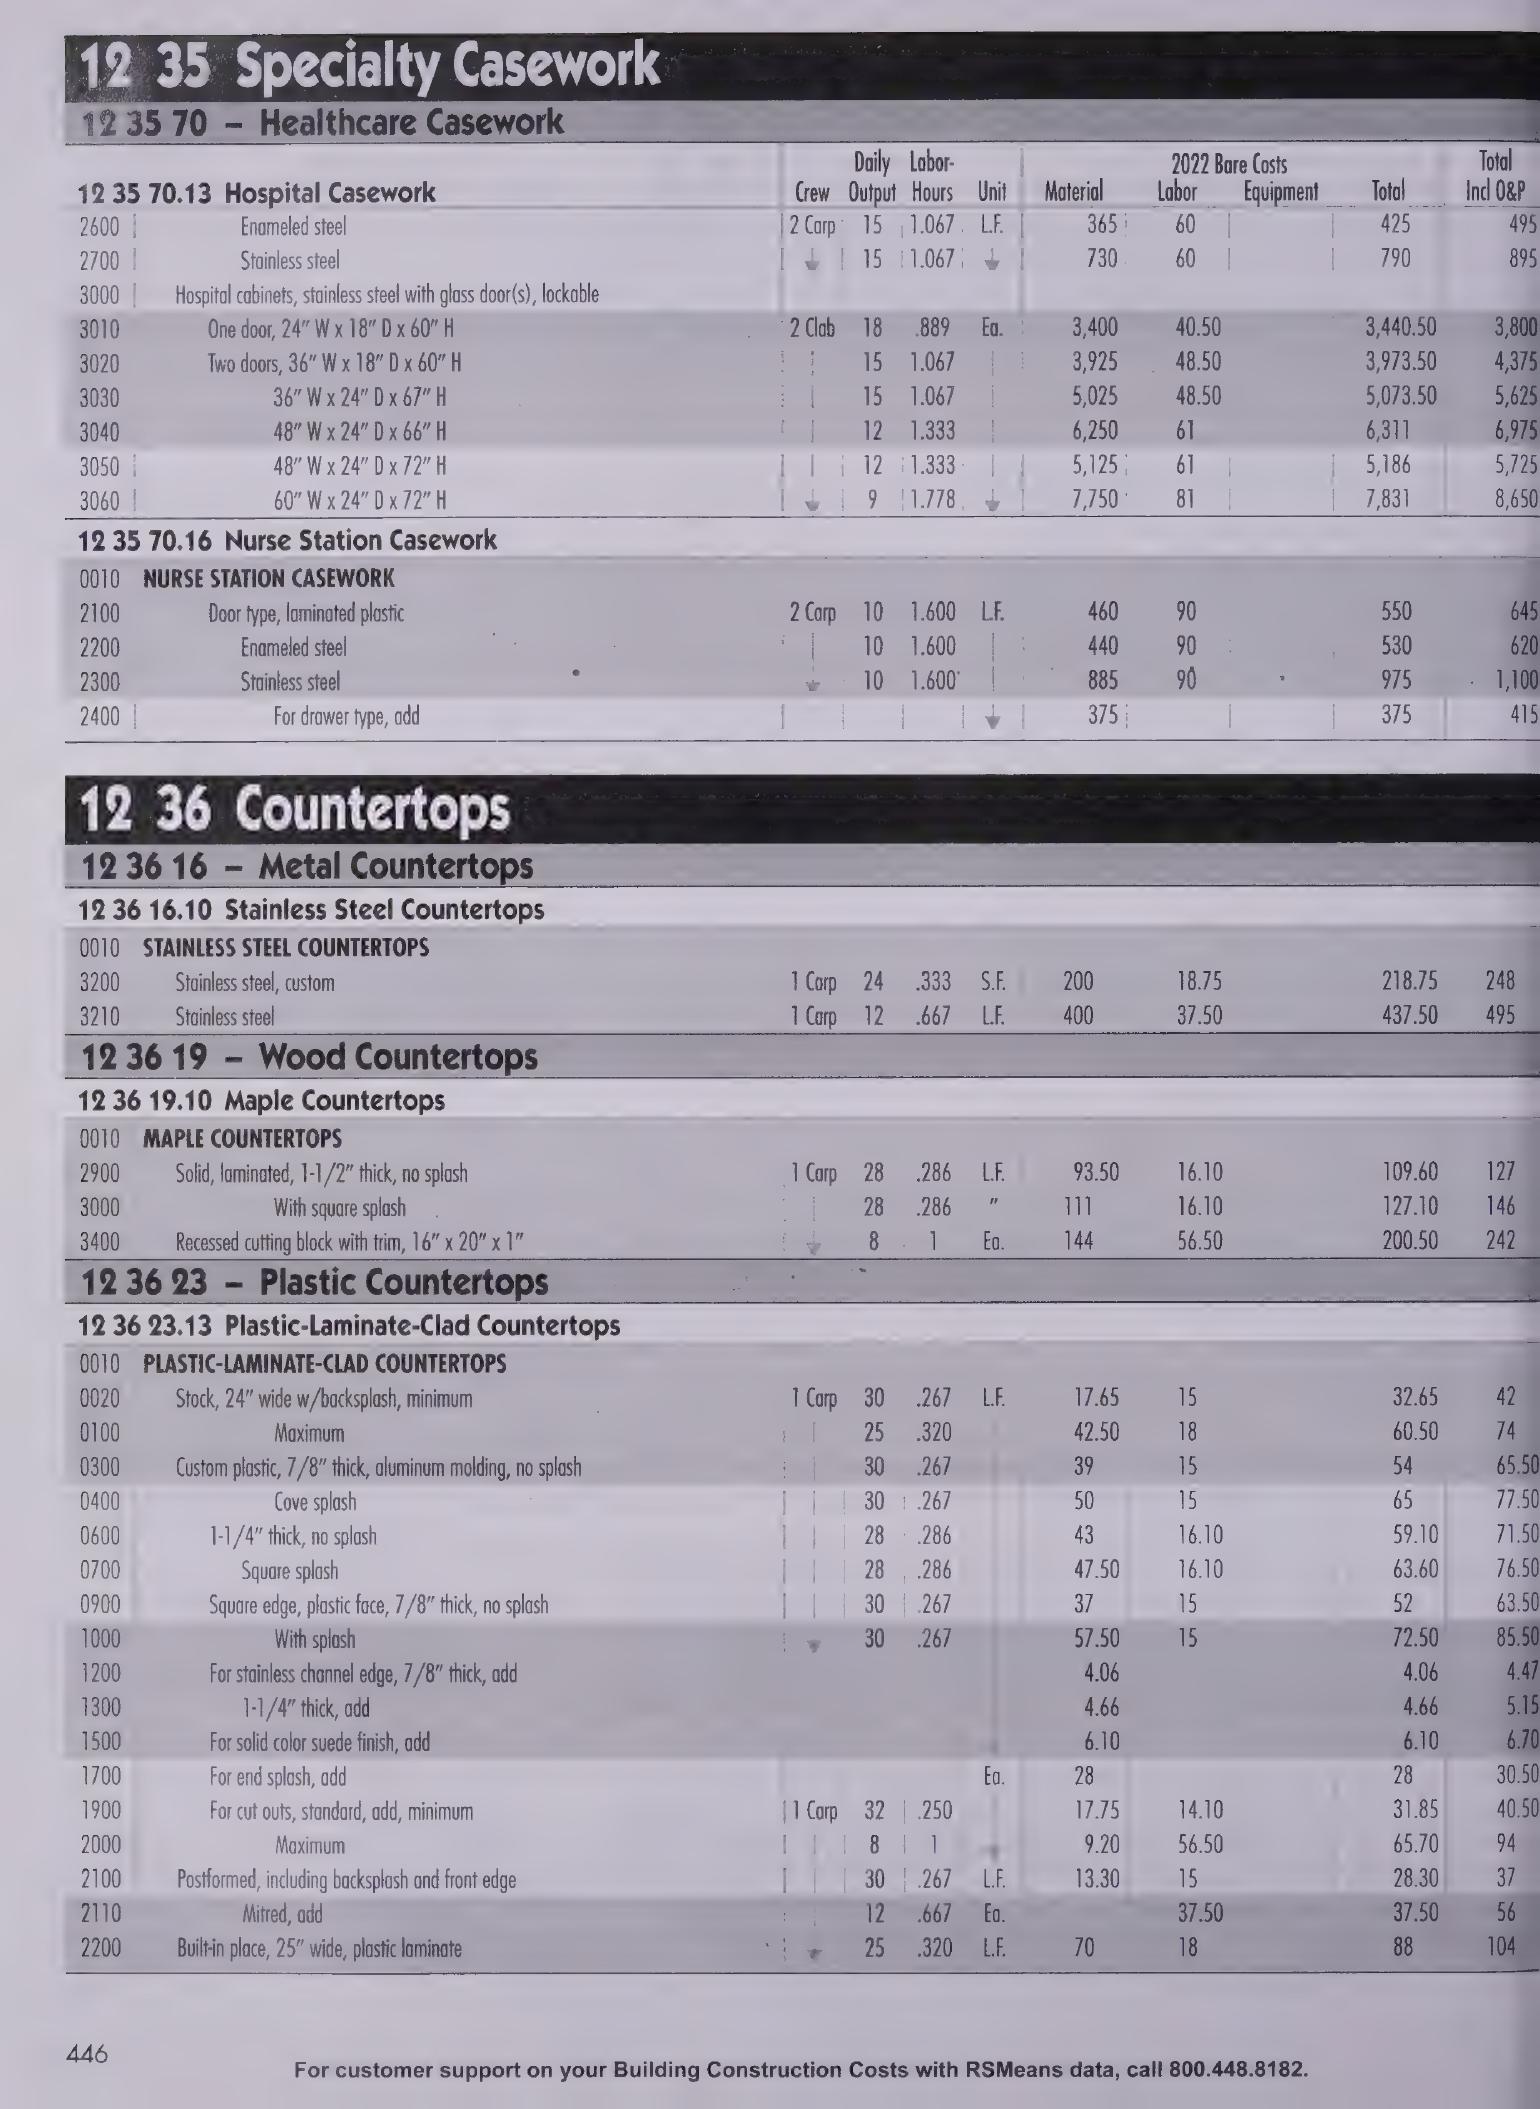 12 35 Specialty Casework
12 35 70 – Healthcare Casework
Daily Labor- 2022 Bare Costs Total
12 35 70.13 Hospital Casework Crew Output Hours Unit Material Labor Equipment Total Incl O&P
2600 Enameled steel 2 Carp 15 1.067 L.F. 365 60 425 495
2700 Stainless steel 15 1.067 730 60 790 895
3000 Hospital cabinets, stainless steel with glass door(s), lockable
3010 One door, 24" W x 18" D x 60" H 2 Clab 18 .889 Ea. 3,400 40.50 3,440.50 3,800
3020 Two doors, 36" W x 18" D x 60" H 15 1.067 3,925 48.50 3,973.50 4,375
3030 36" W x 24" D x 67" H 15 1.067 5,025 48.50 5,073.50 5,625
3040 48" W x 24" D x 66" H 12 1.333 6,250 61 6,311 6,975
3050 48" W x 24" D x 72" H 12 1.333 5,125 61 5,186 5,725
3060 60" W x 24" D x 72" H 9 1.778 7,750 81 7,831 8,650
12 35 70.16 Nurse Station Casework
0010 NURSE STATION CASEWORK
2100 Door type, laminated plastic 2 Carp 10 1.600 L.F. 460 90 550 645
2200 Enameled steel 10 1.600 440 90 530 620
2300 Stainless steel 10 1.600 885 90 975 1,100
2400 For drawer type, add 375 375 415
12 36 Countertops
12 36 16 – Metal Countertops
12 36 16.10 Stainless Steel Countertops
0010 STAINLESS STEEL COUNTERTOPS
3200 Stainless steel, custom 1 Carp 24 .333 S.F. 200 18.75 218.75 248
3210 Stainless steel 1 Carp 12 .667 L.F. 400 37.50 437.50 495
12 36 19 – Wood Countertops
12 36 19.10 Maple Countertops
0010 MAPLE COUNTERTOPS
2900 Solid, laminated, 1-1/2" thick, no splash 1 Carp 28 .286 L.F. 93.50 16.10 109.60 127
3000 With square splash 28 .286 " 111 16.10 127.10 146
3400 Recessed cutting block with trim, 16" x 20" x 1" 8 1 Ea. 144 56.50 200.50 242
12 36 23 – Plastic Countertops
12 36 23.13 Plastic-Laminate-Clad Countertops
0010 PLASTIC-LAMINATE-CLAD COUNTERTOPS
0020 Stock, 24" wide w/backsplash, minimum 1 Carp 30 .267 L.F. 17.65 15 32.65 42
0100 Maximum 25 .320 42.50 18 60.50 74
0300 Custom plastic, 7/8" thick, aluminum molding, no splash 30 .267 39 15 54 65.50
0400 Cove splash 30 .267 50 15 65 77.50
0600 1-1/4" thick, no splash 28 .286 43 16.10 59.10 71.50
0700 Square splash 28 .286 47.50 16.10 63.60 76.50
0900 Square edge, plastic face, 7/8" thick, no splash 30 .267 37 15 52 63.50
1000 With splash 30 .267 57.50 15 72.50 85.50
1200 For stainless channel edge, 7/8" thick, add 4.06 4.06 4.47
1300 1-1/4" thick, add 4.66 4.66 5.15
1500 For solid color suede finish, add 6.10 6.10 6.70
1700 For end splash, add Ea. 28 28 30.50
1900 For cut outs, standard, add, minimum 1 Carp 32 .250 17.75 14.10 31.85 40.50
2000 Maximum 8 1 9.20 56.50 65.70 94
2100 Postformed, including backsplash and front edge 30 .267 L.F. 13.30 15 28.30 37
2110 Mitred, add 12 .667 Ea. 37.50 37.50 56
2200 Built-in place, 25" wide, plastic laminate 25 .320 L.F. 70 18 88 104
446
For customer support on your Building Construction Costs with RSMeans data, call 800.448.8182.